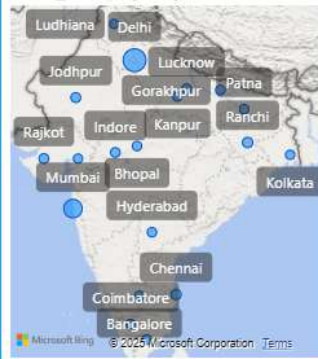 Ludhiana
Delhi
Lucknow
Jodhpur
Gorakhpur
Patna
Ranchi
Rajkot
Indore
Kanpur
Mumbai
Bhopal
Kolkata
Hyderabad
Chennai
Coimbatore
Bangalore
Microsoft Bing
© 2025 Microsoft Corporation Terms